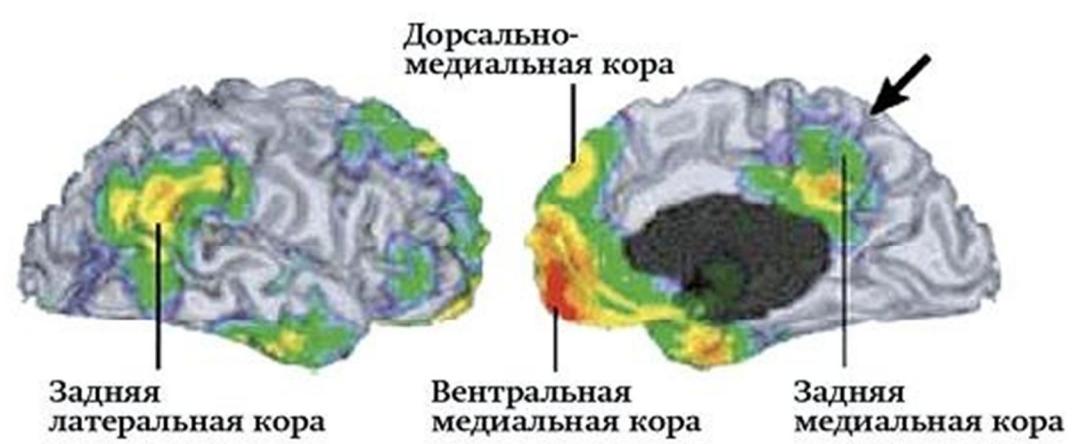 Дорсально-
медиальная кора
Задняя
латеральная кора
Вентральная
медиальная кора
Задняя
медиальная кора